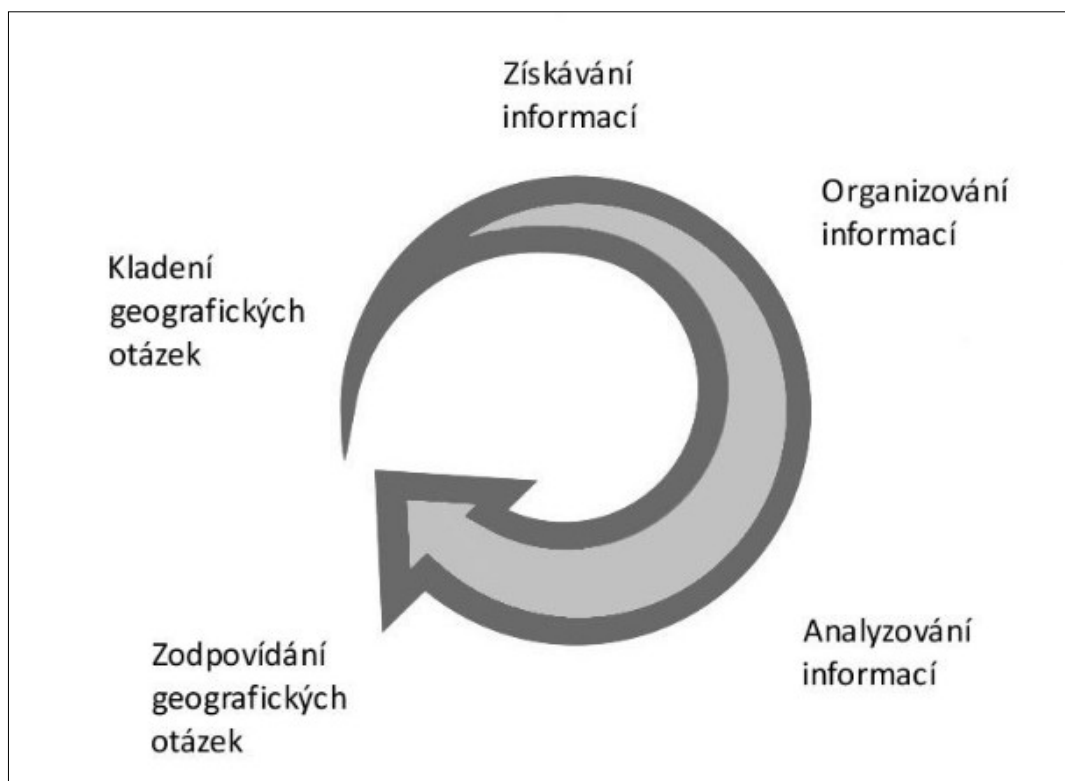 Získávání
informací
Organizování
informací
Kladení
geografických
otázek
Analyzování
informací
Zodpovídání
geografických
otázek